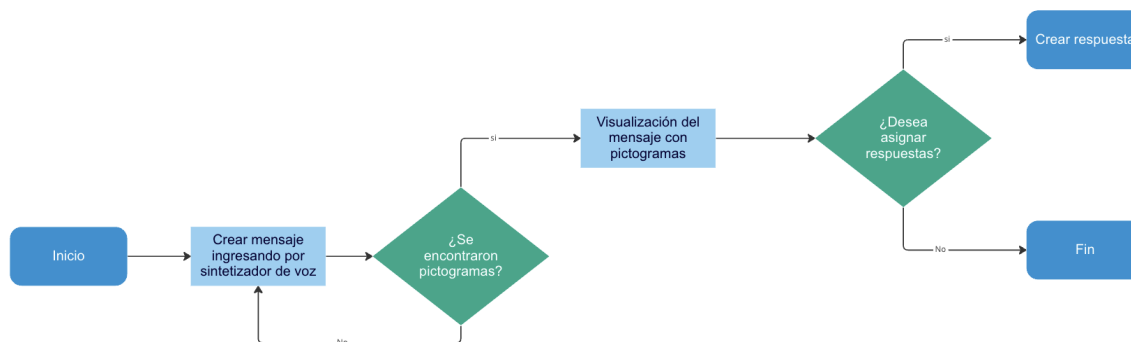 Inicio
Crear mensaje
ingresando por
sintetizador de voz
¿Se
encontraron
pictogramas?
No
si
Visualización del
mensaje con
pictogramas
¿Desea
asignar
respuestas?
si
Crear respuesta
No
Fin